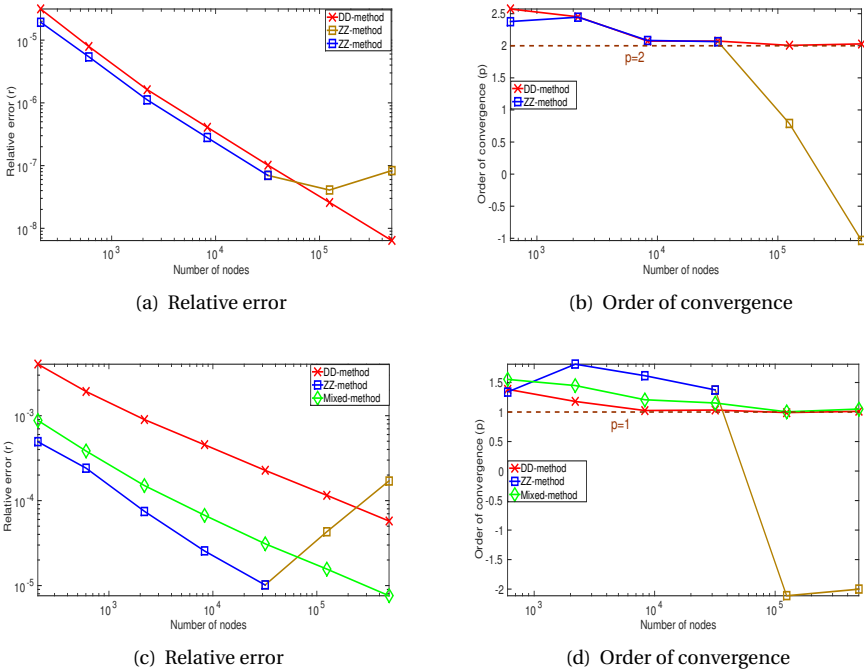 DD-method
ZZ-method
ZZ-method
10^-5
10^-6
10^-7
10^-8
Relative error (r)
10^3
10^4
10^5
Number of nodes
(a) Relative error
2.5
2
1.5
1
0.5
0
-0.5
-1
Order of convergence (p)
p=2
DD-method
ZZ-method
10^3
10^4
10^5
Number of nodes
(b) Order of convergence
DD-method
ZZ-method
Mixed-method
10^-3
10^-4
10^-5
Relative error (r)
10^3
10^4
10^5
Number of nodes
(c) Relative error
1.5
1
0.5
0
-0.5
-1
-1.5
-2
Order of convergence (p)
p=1
DD-method
ZZ-method
Mixed-method
10^3
10^4
10^5
Number of nodes
(d) Order of convergence